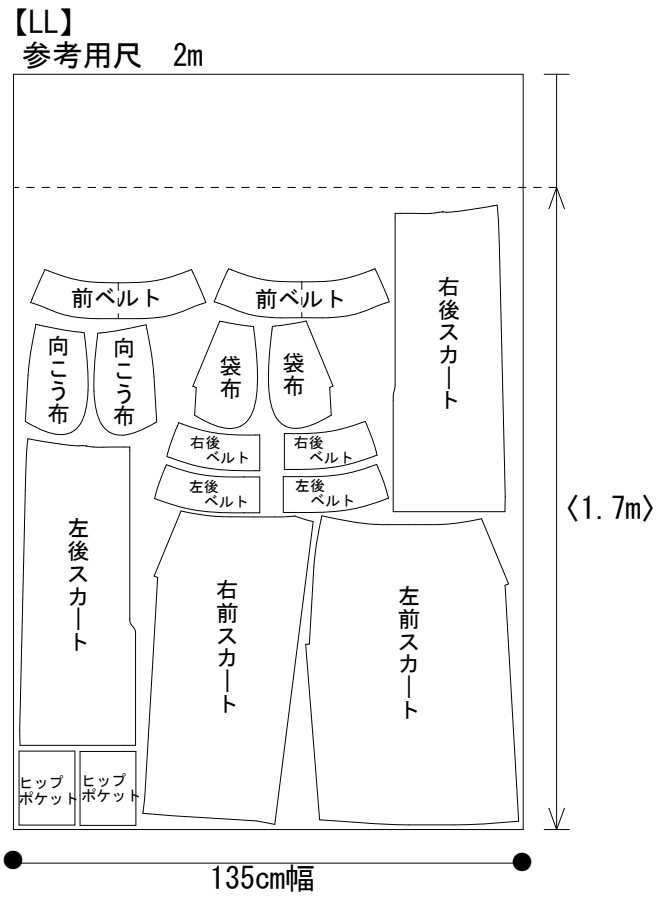 【LL】
参考用尺　2m
前ベルト
前ベルト
右後スカート
向こう布
向こう布
袋布
袋布
右後
ベルト
右後
ベルト
左後
ベルト
左後
ベルト
〈1.7m〉
左後スカート
右前スカート
左前スカート
ヒップ
ポケット
ヒップ
ポケット
135cm幅